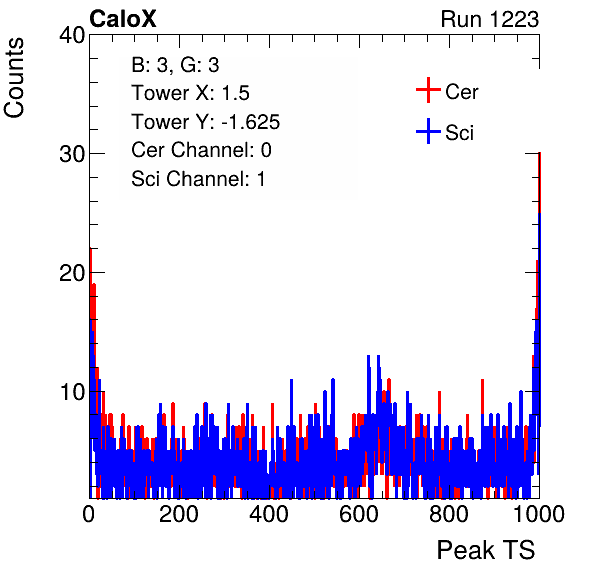 CaloX
Run 1223
Counts
40
30
20
10
B: 3, G: 3
Tower X: 1.5
Tower Y: -1.625
Cer Channel: 0
Sci Channel: 1
Cer
Sci
0 200 400 600 800 1000
Peak TS